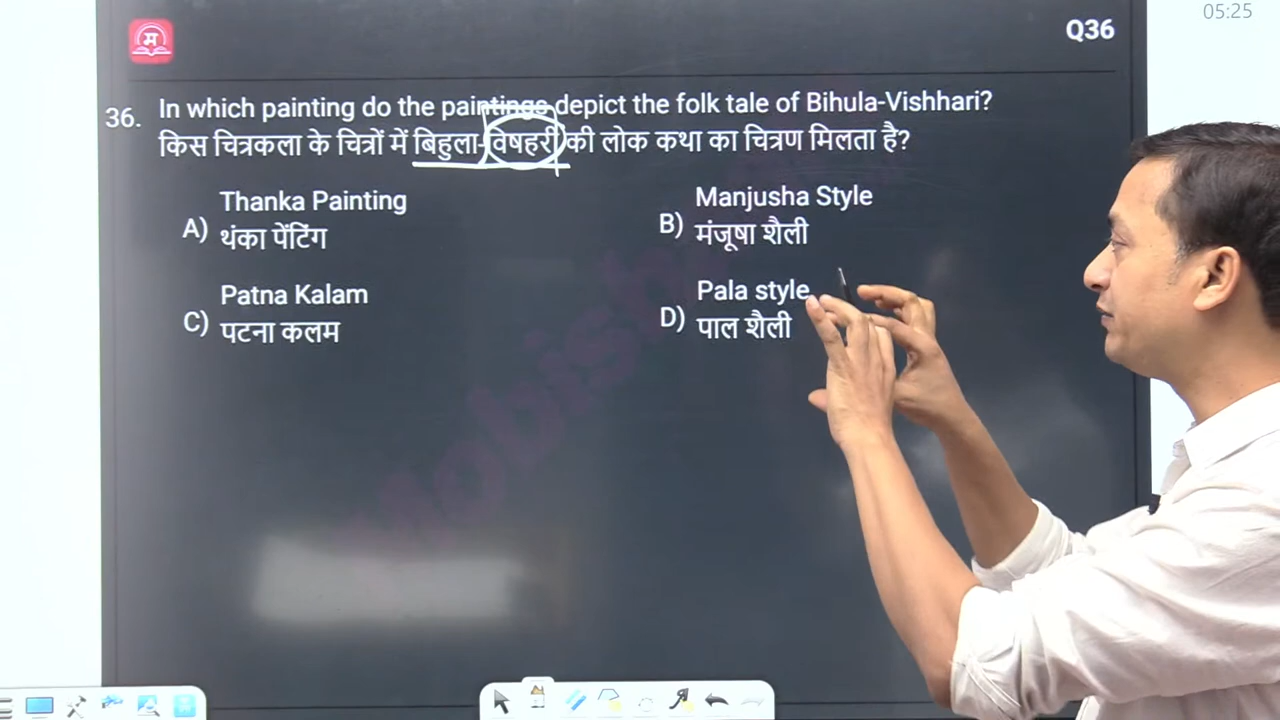 05:25
म
Q36
36. In which painting do the paintings depict the folk tale of Bihula-Vishhari?
किस चित्रकला के चित्रों में बिहुला-विषहरी की लोक कथा का चित्रण मिलता है?
A) Thanka Painting
थंका पेंटिंग
B) Manjusha Style
मंजूषा शैली
C) Patna Kalam
पटना कलम
D) Pala style
पाल शैली